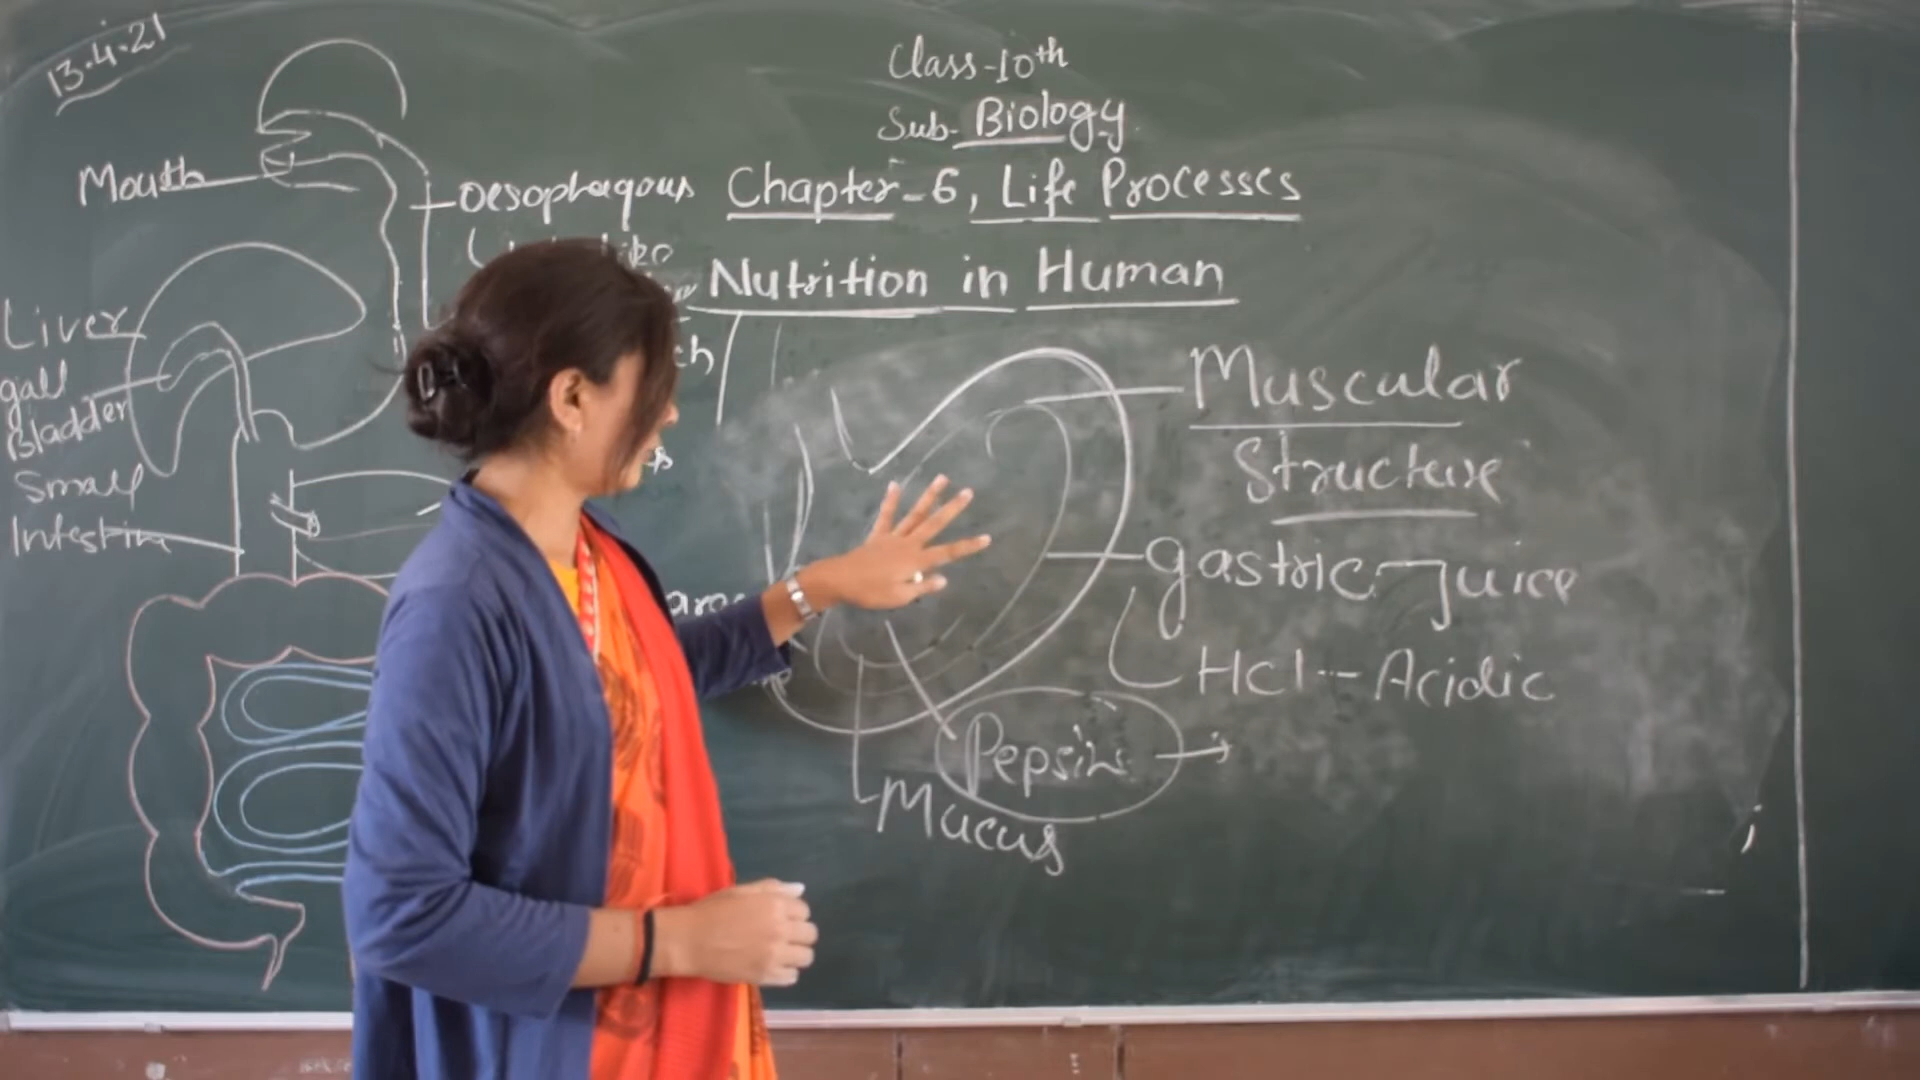 13.4.21
Class-10th
Sub-Biology
Chapter-6, Life Processes
Nutrition in Human
Mouth
Oesophagous
Liver
gall
Bladder
Small
Intestine
Muscular
Structure
gastric Juice
HCl--Acidic
Pepsin →
Mucus